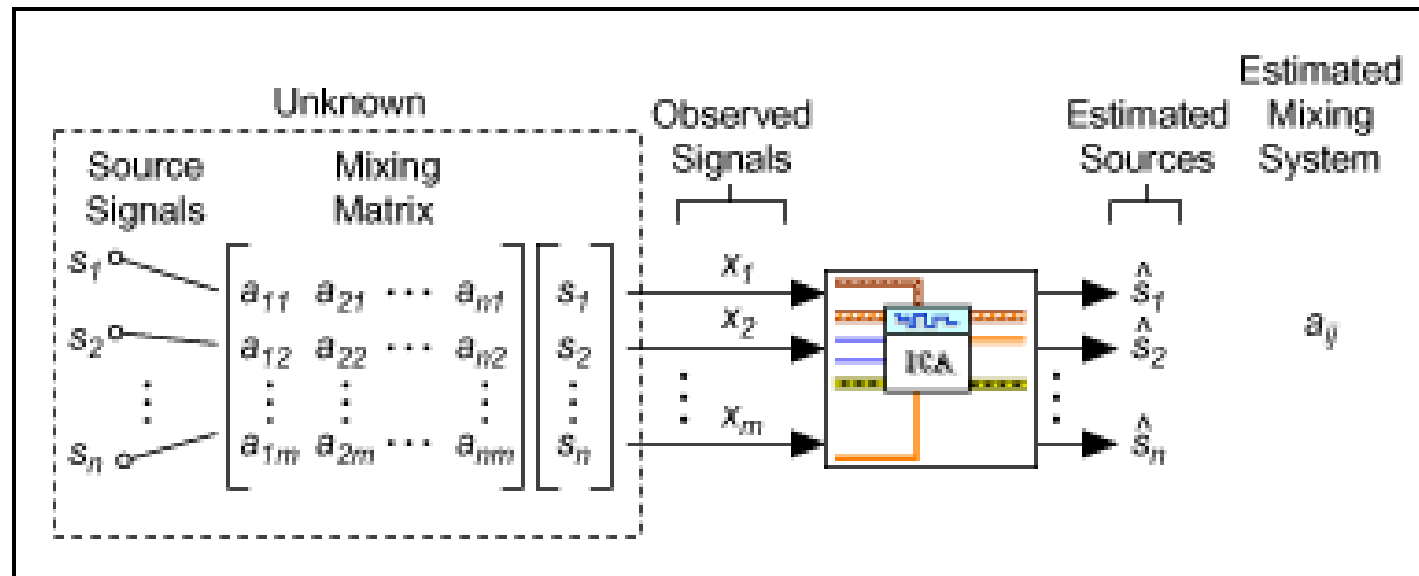 Unknown
Source
Signals
Mixing
Matrix
Observed
Signals
Estimated
Sources
Estimated
Mixing
System
s1 a11 a21 ··· an1 s1 x1 ŝ1
s2 a12 a22 ··· an2 s2 x2 ICA ŝ2 aij
⋮ ⋮ ⋮ ⋮ ⋮ ⋮ ⋮
sn a1m a2m ··· anm sn xm ŝn